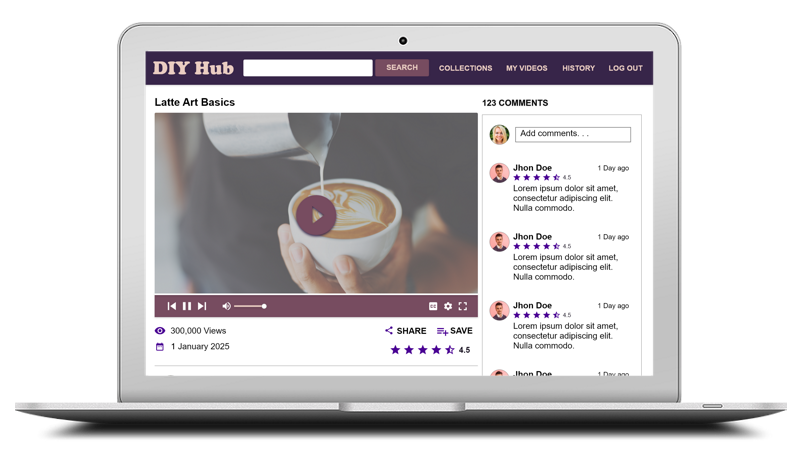 DIY Hub
SEARCH
COLLECTIONS
MY VIDEOS
HISTORY
LOG OUT
Latte Art Basics
300,000 Views
SHARE
SAVE
1 January 2025
4.5
123 COMMENTS
Add comments. . .
Jhon Doe
1 Day ago
4.5
Lorem ipsum dolor sit amet,
consectetur adipiscing elit.
Nulla commodo.
Jhon Doe
1 Day ago
4.5
Lorem ipsum dolor sit amet,
consectetur adipiscing elit.
Nulla commodo.
Jhon Doe
1 Day ago
4.5
Lorem ipsum dolor sit amet,
consectetur adipiscing elit.
Nulla commodo.
Jhon Doe
1 Day ago